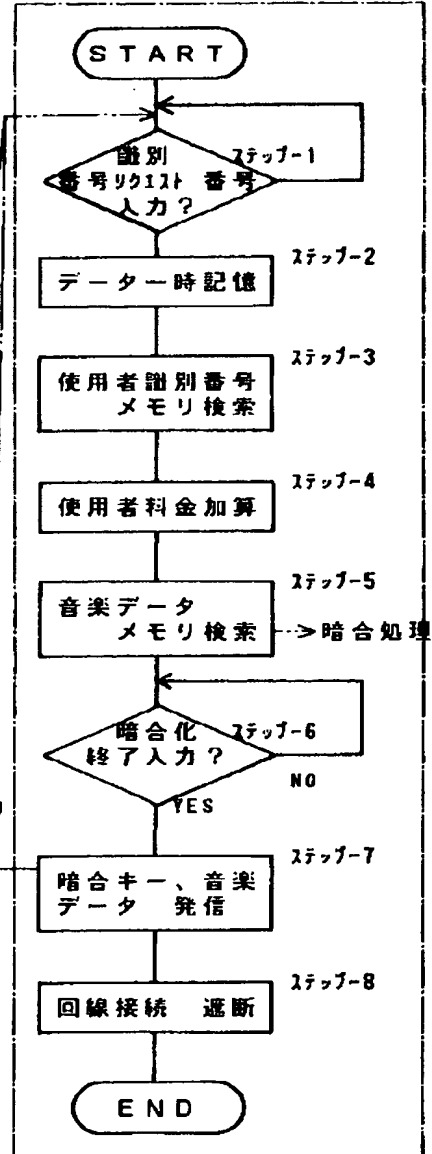 START
識別 ステップ-1
番号リクエスト 番号
入力?
ステップ-2
データ一時記憶
ステップ-3
使用者識別番号
メモリ検索
ステップ-4
使用者料金加算
ステップ-5
音楽データ
メモリ検索 暗合処理
暗合化 ステップ-6
終了入力?
NO
YES
ステップ-7
暗合キー、音楽
データ 発信
ステップ-8
回線接続 遮断
END